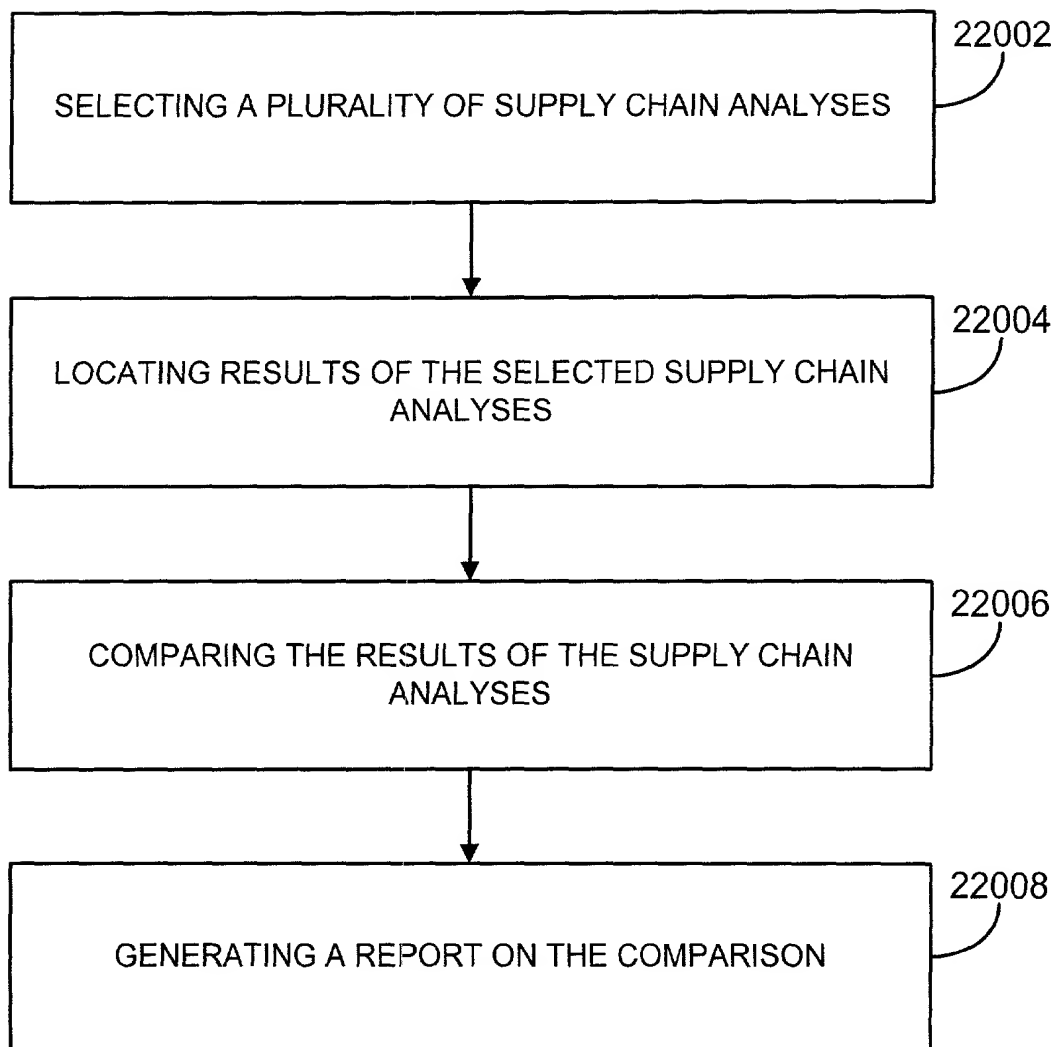 22002
SELECTING A PLURALITY OF SUPPLY CHAIN ANALYSES
22004
LOCATING RESULTS OF THE SELECTED SUPPLY CHAIN
ANALYSES
22006
COMPARING THE RESULTS OF THE SUPPLY CHAIN
ANALYSES
22008
GENERATING A REPORT ON THE COMPARISON